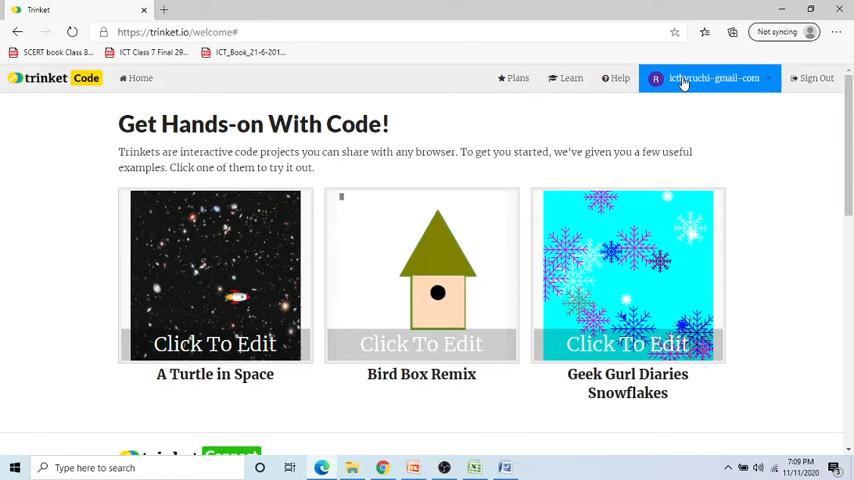 Trinket
https://trinket.io/welcome#
Not syncing
SCERT book Class 8...
ICT Class 7 Final 29...
ICT_Book_21-6-201...
trinket Code
Home
Plans
Learn
Help
R
Sign Out
Get Hands-on With Code!
Trinkets are interactive code projects you can share with any browser. To get you started, we've given you a few useful
examples. Click one of them to try it out.
Click To Edit
Click To Edit
Click To Edit
A Turtle in Space
Bird Box Remix
Geek Gurl Diaries
Snowflakes
trinket Connect
Type here to search
7:09 PM
11/11/2020
3